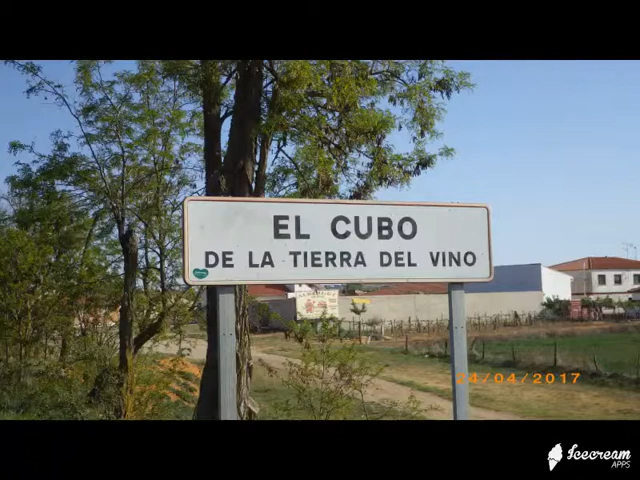 EL CUBO
DE LA TIERRA DEL VINO
24/04/2017
Icecream
APPS